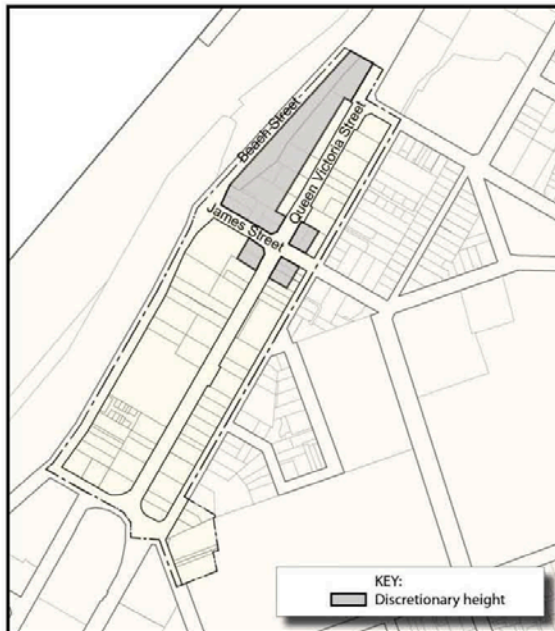 Beach Street
Queen Victoria Street
James Street
KEY:
Discretionary height